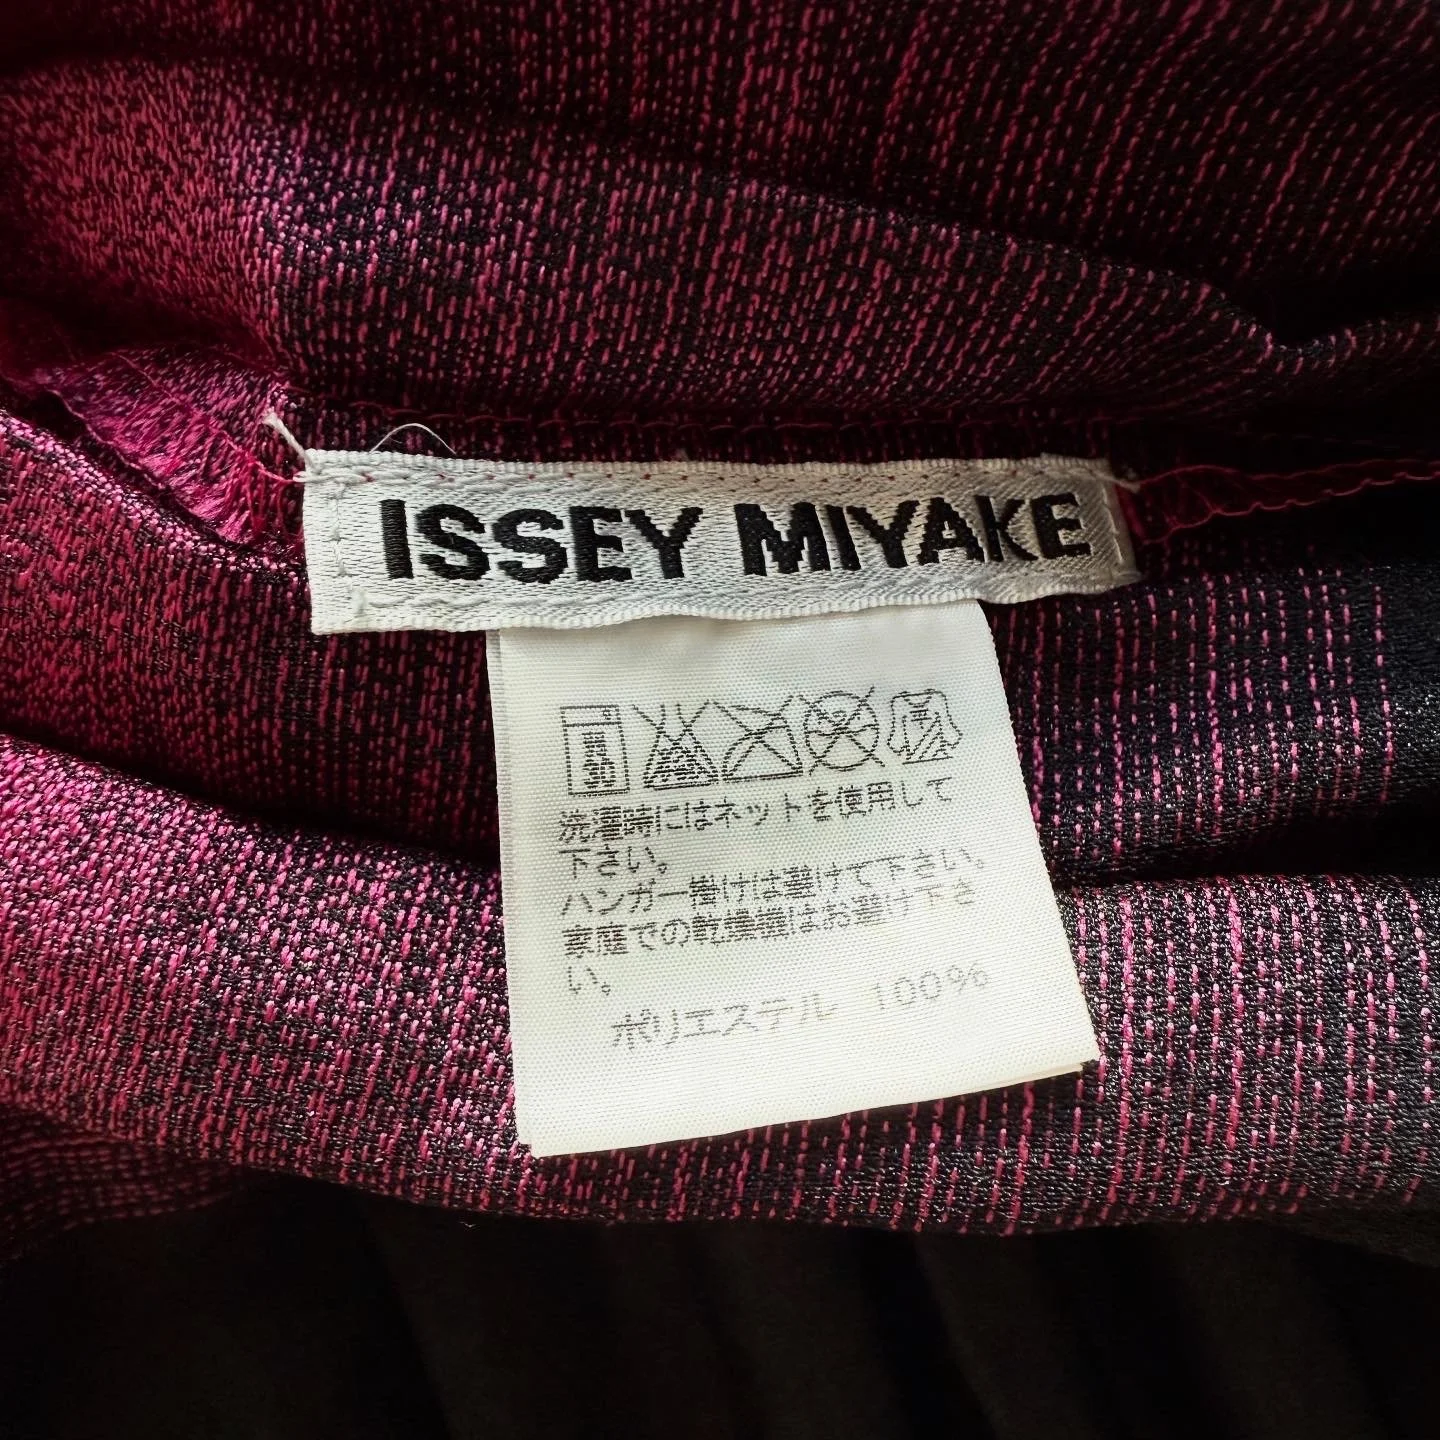 ISSEY MIYAKE
30
洗濯時にはネットを使用して
下さい。
ハンガー掛けは避けて下さい。
家庭での乾燥機はお避け下さ
い。
ポリエステル 100%